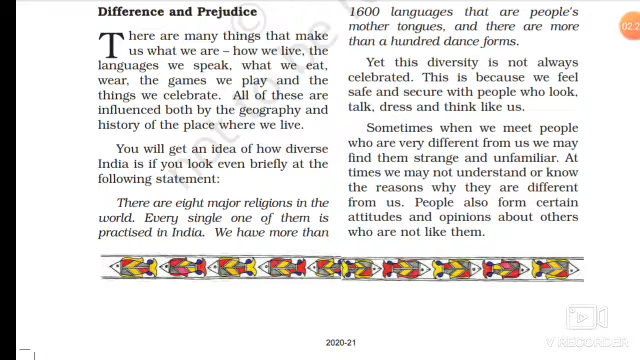 Difference and Prejudice
There are many things that make
us what we are – how we live, the
languages we speak, what we eat,
wear, the games we play and the
things we celebrate. All of these are
influenced both by the geography and
history of the place where we live.
You will get an idea of how diverse
India is if you look even briefly at the
following statement:
There are eight major religions in the
world. Every single one of them is
practised in India. We have more than
1600 languages that are people's
mother tongues, and there are more
than a hundred dance forms.
Yet this diversity is not always
celebrated. This is because we feel
safe and secure with people who look,
talk, dress and think like us.
Sometimes when we meet people
who are very different from us we may
find them strange and unfamiliar. At
times we may not understand or know
the reasons why they are different
from us. People also form certain
attitudes and opinions about others
who are not like them.
2020-21
©
not to be
02:2
V RECORDER